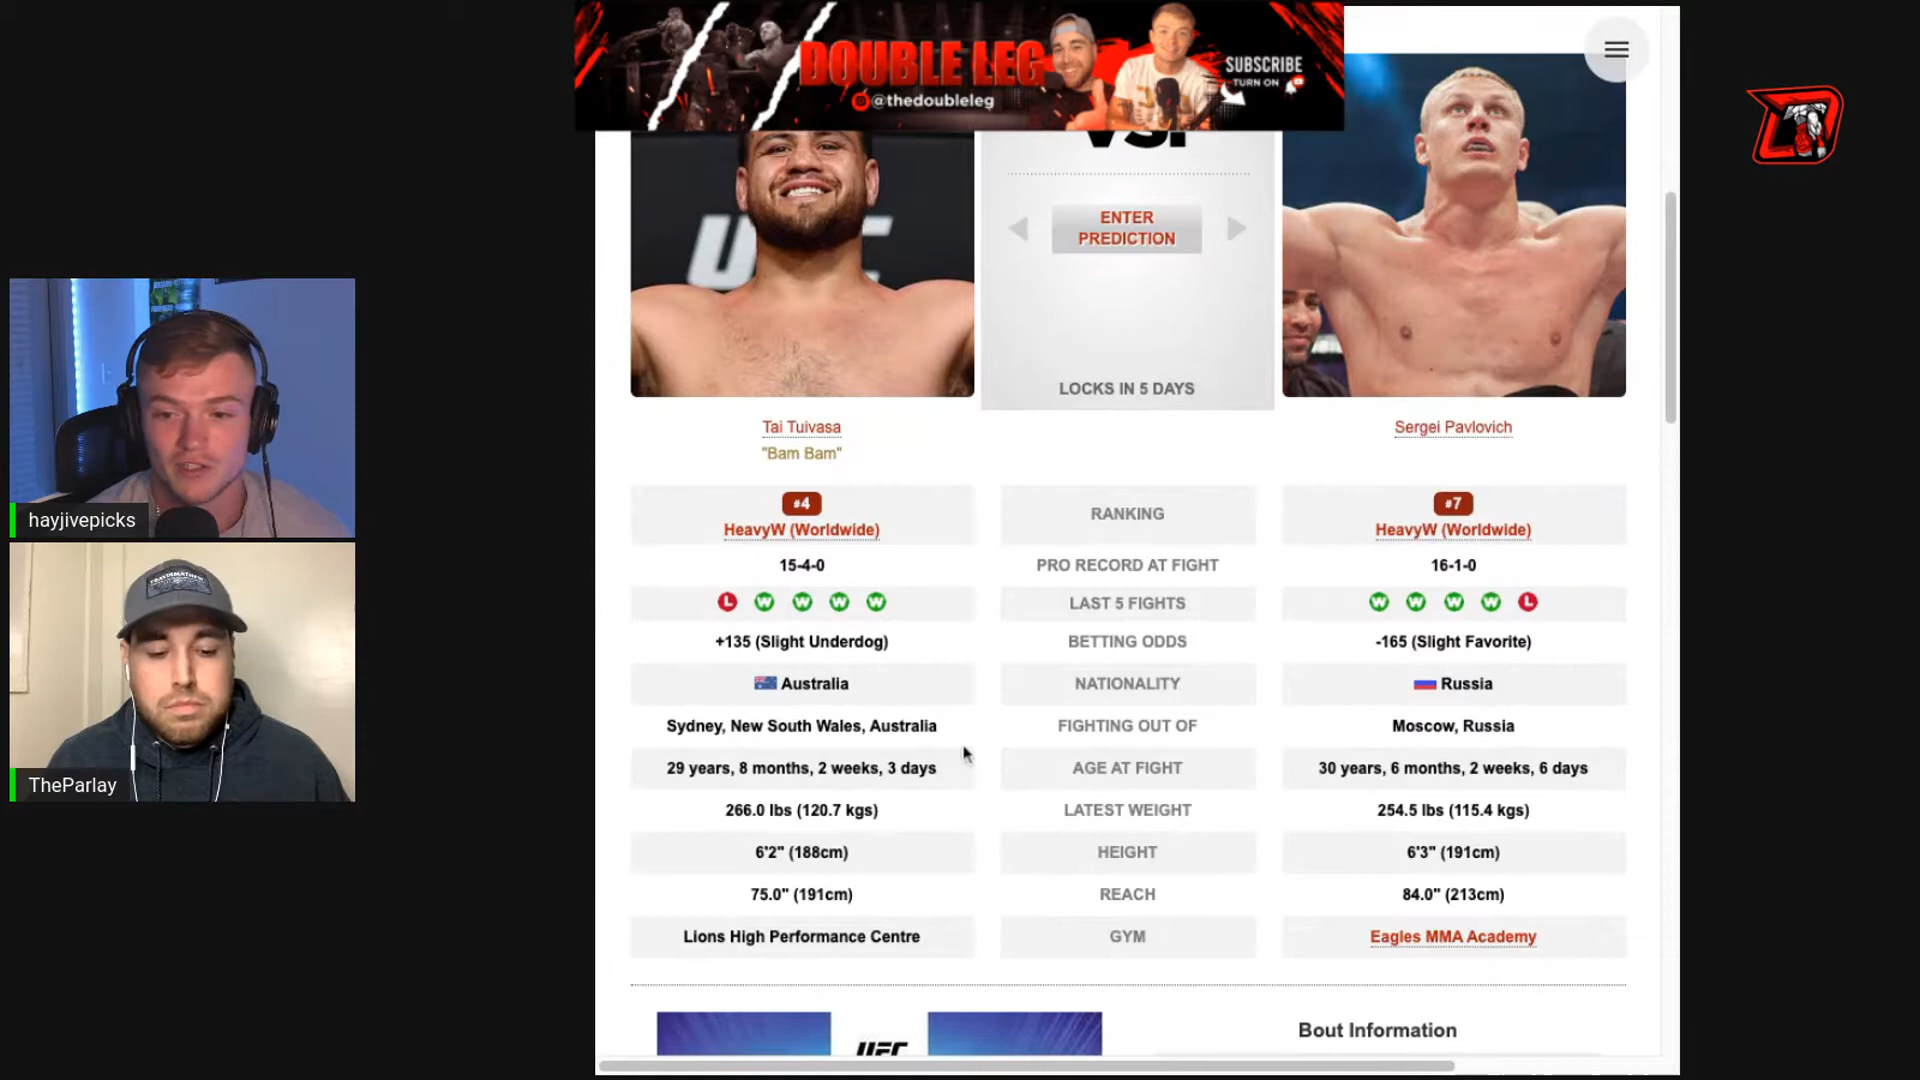 DOUBLE LEG
@thedoubleleg
SUBSCRIBE
TURN ON
VS.
ENTER
PREDICTION
LOCKS IN 5 DAYS
Tai Tuivasa
"Bam Bam"
Sergei Pavlovich
#4
HeavyW (Worldwide)
RANKING
#7
HeavyW (Worldwide)
15-4-0
PRO RECORD AT FIGHT
16-1-0
L W W W W
LAST 5 FIGHTS
W W W W L
+135 (Slight Underdog)
BETTING ODDS
-165 (Slight Favorite)
Australia
NATIONALITY
Russia
Sydney, New South Wales, Australia
FIGHTING OUT OF
Moscow, Russia
29 years, 8 months, 2 weeks, 3 days
AGE AT FIGHT
30 years, 6 months, 2 weeks, 6 days
266.0 lbs (120.7 kgs)
LATEST WEIGHT
254.5 lbs (115.4 kgs)
6'2" (188cm)
HEIGHT
6'3" (191cm)
75.0" (191cm)
REACH
84.0" (213cm)
Lions High Performance Centre
GYM
Eagles MMA Academy
UFC
Bout Information
hayjivepicks
TheParlay